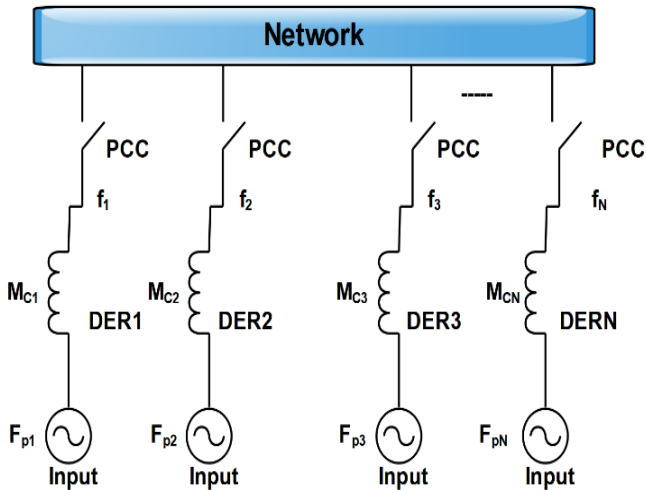 Network
-----
PCC PCC PCC PCC
f1 f2 f3 fN
MC1 MC2 MC3 MCN
DER1 DER2 DER3 DERN
Fp1 Fp2 Fp3 FpN
Input Input Input Input